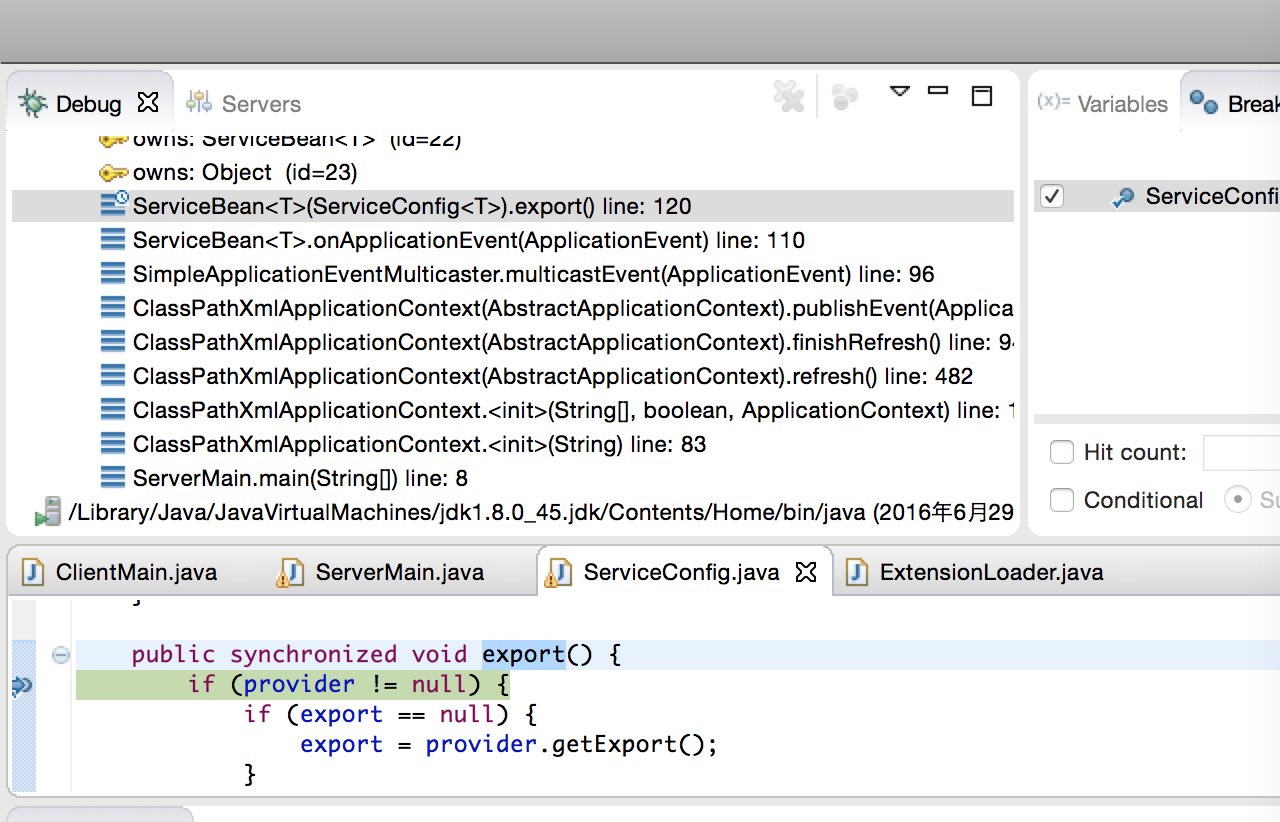 Debug Servers
(x)= Variables
owns: ServiceBean<T> (id=22)
owns: Object (id=23)
ServiceBean<T>(ServiceConfig<T>).export() line: 120
ServiceBean<T>.onApplicationEvent(ApplicationEvent) line: 110
SimpleApplicationEventMulticaster.multicastEvent(ApplicationEvent) line: 96
ClassPathXmlApplicationContext(AbstractApplicationContext).publishEvent(Applica
ClassPathXmlApplicationContext(AbstractApplicationContext).finishRefresh() line: 9
ClassPathXmlApplicationContext(AbstractApplicationContext).refresh() line: 482
ClassPathXmlApplicationContext.<init>(String[], boolean, ApplicationContext) line: 1
ClassPathXmlApplicationContext.<init>(String) line: 83
ServerMain.main(String[]) line: 8
/Library/Java/JavaVirtualMachines/jdk1.8.0_45.jdk/Contents/Home/bin/java (2016年6月29
Break
ServiceConfi
Hit count:
Conditional Su
ClientMain.java ServerMain.java ServiceConfig.java ExtensionLoader.java
}
public synchronized void export() {
if (provider != null) {
if (export == null) {
export = provider.getExport();
}